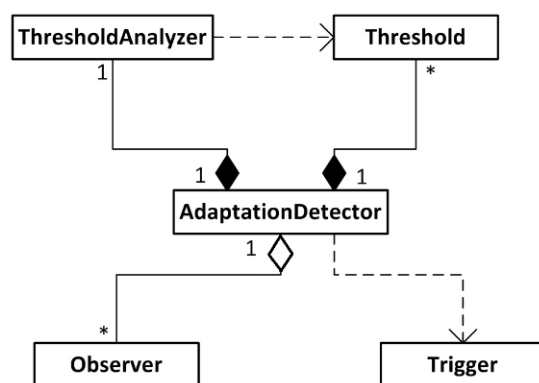 ThresholdAnalyzer
Threshold
1
*
1
1
AdaptationDetector
1
*
Observer
Trigger